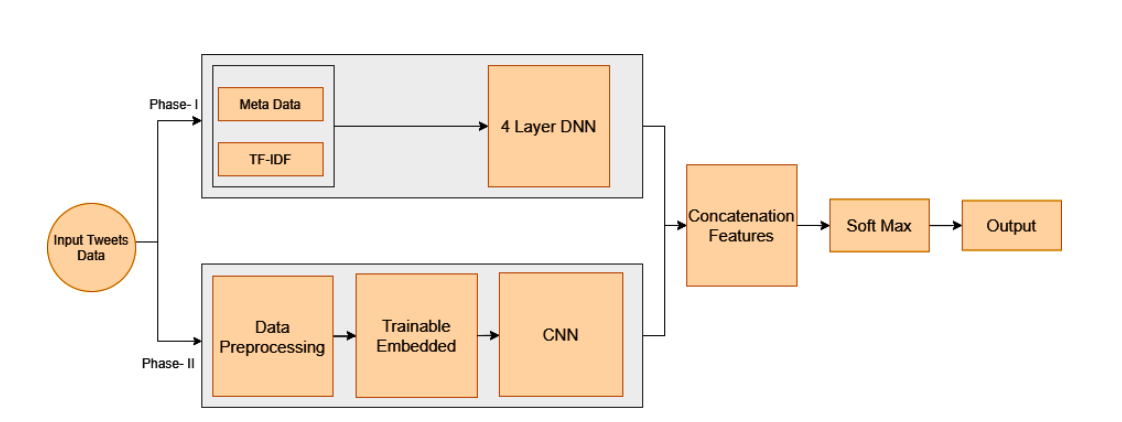 Phase- I
Meta Data
TF-IDF
4 Layer DNN
Input Tweets
Data
Concatenation
Features
Soft Max
Output
Phase- II
Data
Preprocessing
Trainable
Embedded
CNN